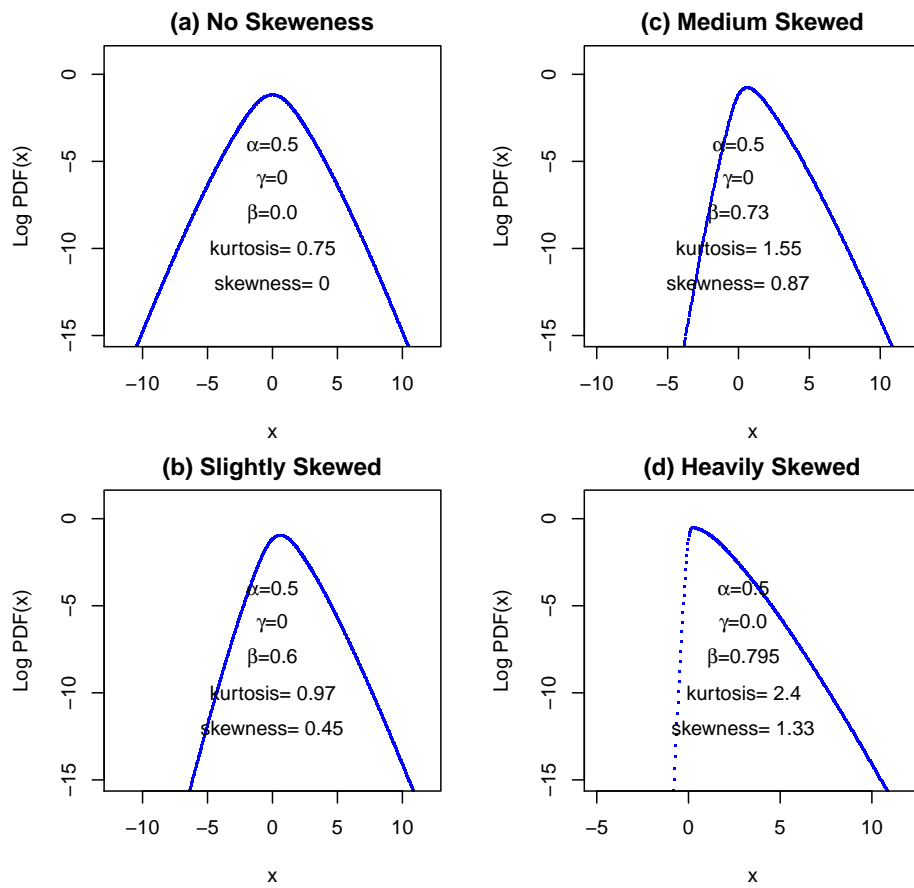 (a) No Skeweness
Log PDF(x)
0
−5
−10
−15
α=0.5
γ=0
β=0.0
kurtosis= 0.75
skewness= 0
−10 −5 0 5 10
x
(c) Medium Skewed
Log PDF(x)
0
−5
−10
−15
α=0.5
γ=0
β=0.73
kurtosis= 1.55
skewness= 0.87
−10 −5 0 5 10
x
(b) Slightly Skewed
Log PDF(x)
0
−5
−10
−15
α=0.5
γ=0
β=0.6
kurtosis= 0.97
skewness= 0.45
−10 −5 0 5 10
x
(d) Heavily Skewed
Log PDF(x)
0
−5
−10
−15
α=0.5
γ=0.0
β=0.795
kurtosis= 2.4
skewness= 1.33
−5 0 5 10
x